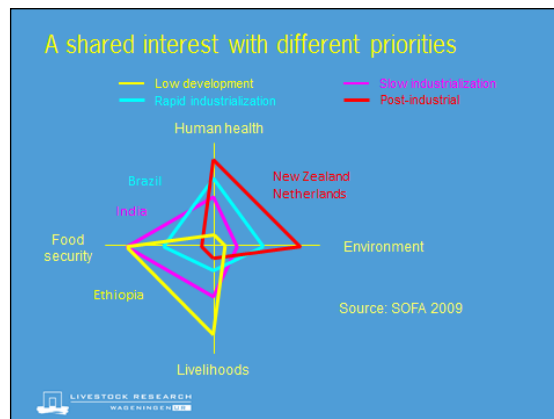 A shared interest with different priorities
Low development
Slow industrialization
Rapid industrialization
Post-industrial
Human health
Brazil
New Zealand
Netherlands
India
Food
security
Environment
Ethiopia
Source: SOFA 2009
Livelihoods
LIVESTOCK RESEARCH
WAGENINGEN UR